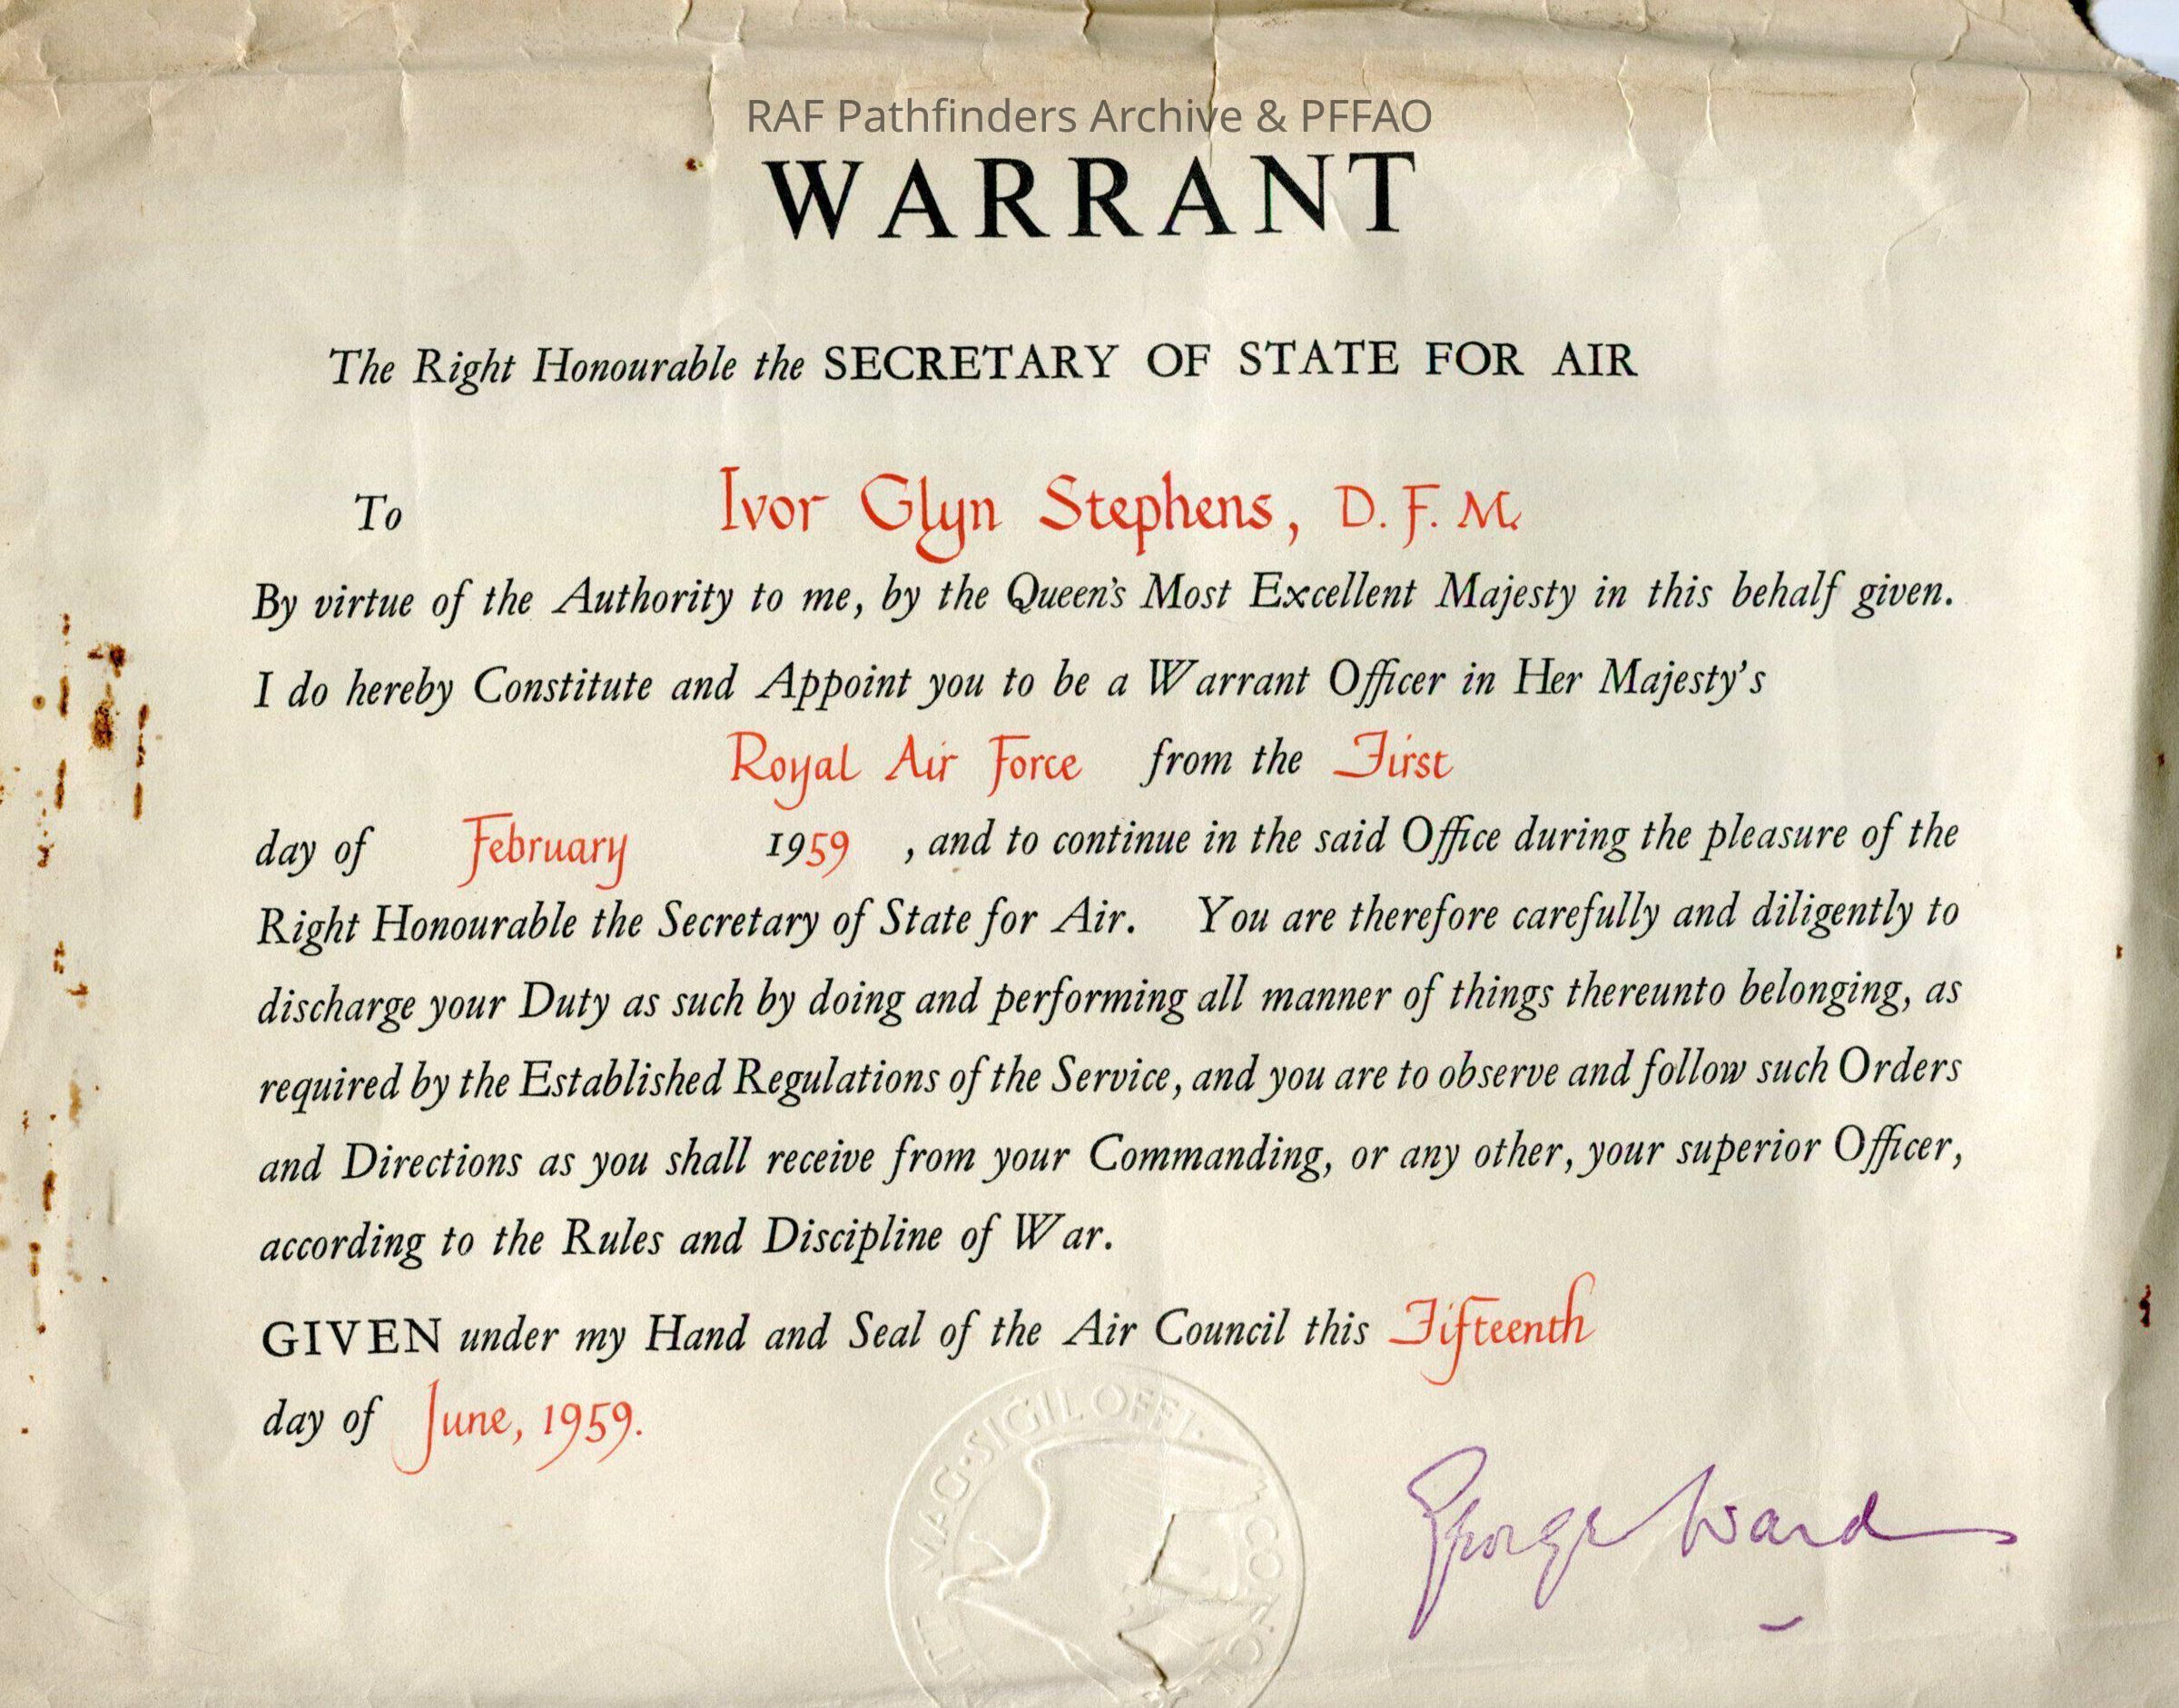 RAF Pathfinders Archive & PFFAO
WARRANT
The Right Honourable the SECRETARY OF STATE FOR AIR
To Ivor Glyn Stephens, D.F.M.
By virtue of the Authority to me, by the Queen's Most Excellent Majesty in this behalf given.
I do hereby Constitute and Appoint you to be a Warrant Officer in Her Majesty's
Royal Air Force from the First
day of February 1959 , and to continue in the said Office during the pleasure of the
Right Honourable the Secretary of State for Air. You are therefore carefully and diligently to
discharge your Duty as such by doing and performing all manner of things thereunto belonging, as
required by the Established Regulations of the Service, and you are to observe and follow such Orders
and Directions as you shall receive from your Commanding, or any other, your superior Officer,
according to the Rules and Discipline of War.
GIVEN under my Hand and Seal of the Air Council this Fifteenth
day of June, 1959.
MAG·SIGIL OFFI
George Ward